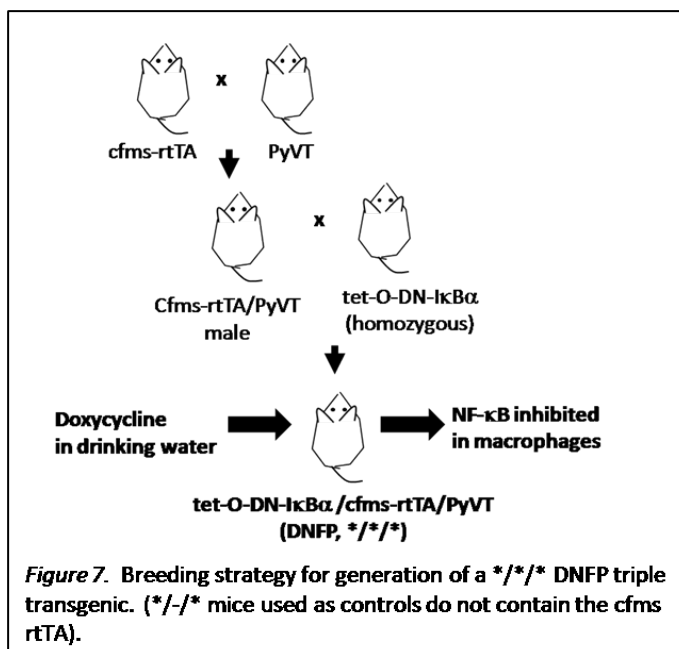 x
cfms-rtTA PyVT
x
Cfms-rtTA/PyVT
male
tet-O-DN-IκBα
(homozygous)
Doxycycline
in drinking water
NF-κB inhibited
in macrophages
tet-O-DN-IκBα/cfms-rtTA/PyVT
(DNFP, */*/*)
Figure 7. Breeding strategy for generation of a */*/* DNFP triple
transgenic. (*/-/* mice used as controls do not contain the cfms
rtTA).